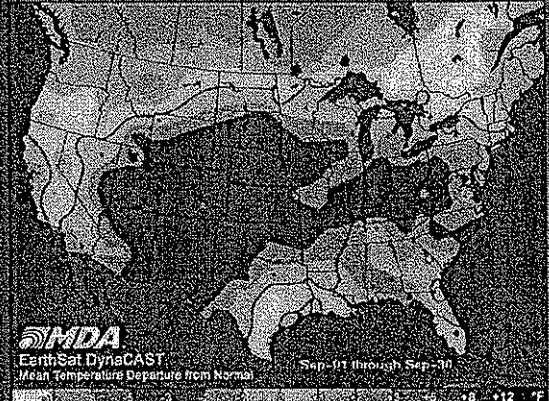 MDA
EarthSat DynaCAST
Mean Temperature Departure from Normal
Sep-01 through Sep-30
+8 +12 °F